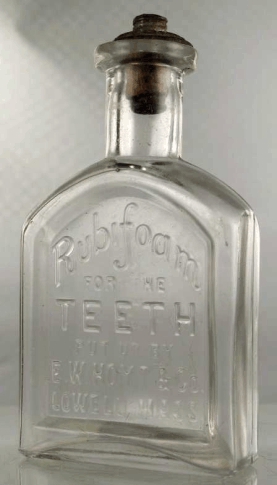 Rubifoam
FOR THE
TEETH
PUT UP BY
E.W.HOYT & CO.
LOWELL, MASS